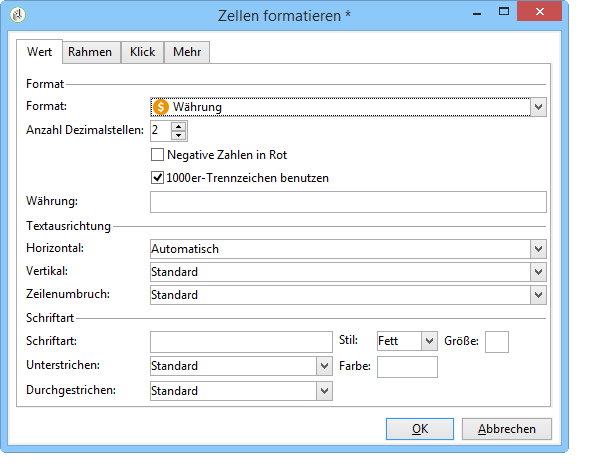 Zellen formatieren *
Wert Rahmen Klick Mehr
Format
Format: $ Währung
Anzahl Dezimalstellen: 2
Negative Zahlen in Rot
1000er-Trennzeichen benutzen
Währung:
Textausrichtung
Horizontal: Automatisch
Vertikal: Standard
Zeilenumbruch: Standard
Schriftart
Schriftart: Stil: Fett Größe:
Unterstrichen: Standard Farbe:
Durchgestrichen: Standard
OK Abbrechen